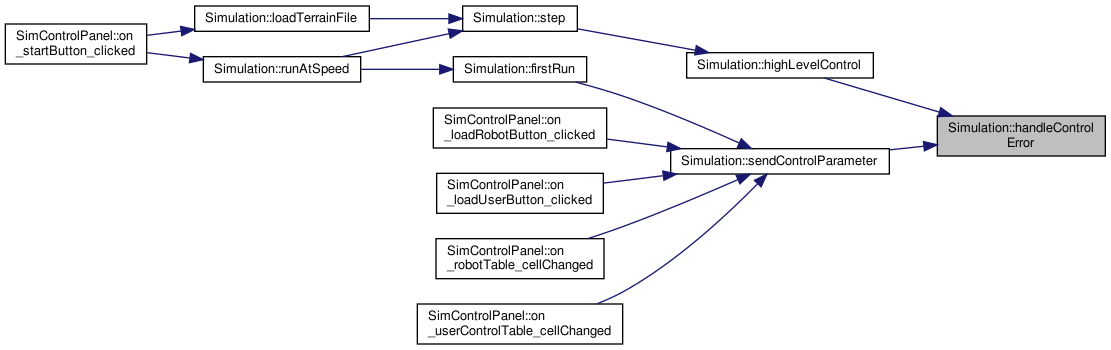 Simulation::loadTerrainFile
Simulation::step
SimControlPanel::on
_startButton_clicked
Simulation::runAtSpeed
Simulation::firstRun
Simulation::highLevelControl
SimControlPanel::on
_loadRobotButton_clicked
Simulation::handleControl
Error
Simulation::sendControlParameter
SimControlPanel::on
_loadUserButton_clicked
SimControlPanel::on
_robotTable_cellChanged
SimControlPanel::on
_userControlTable_cellChanged